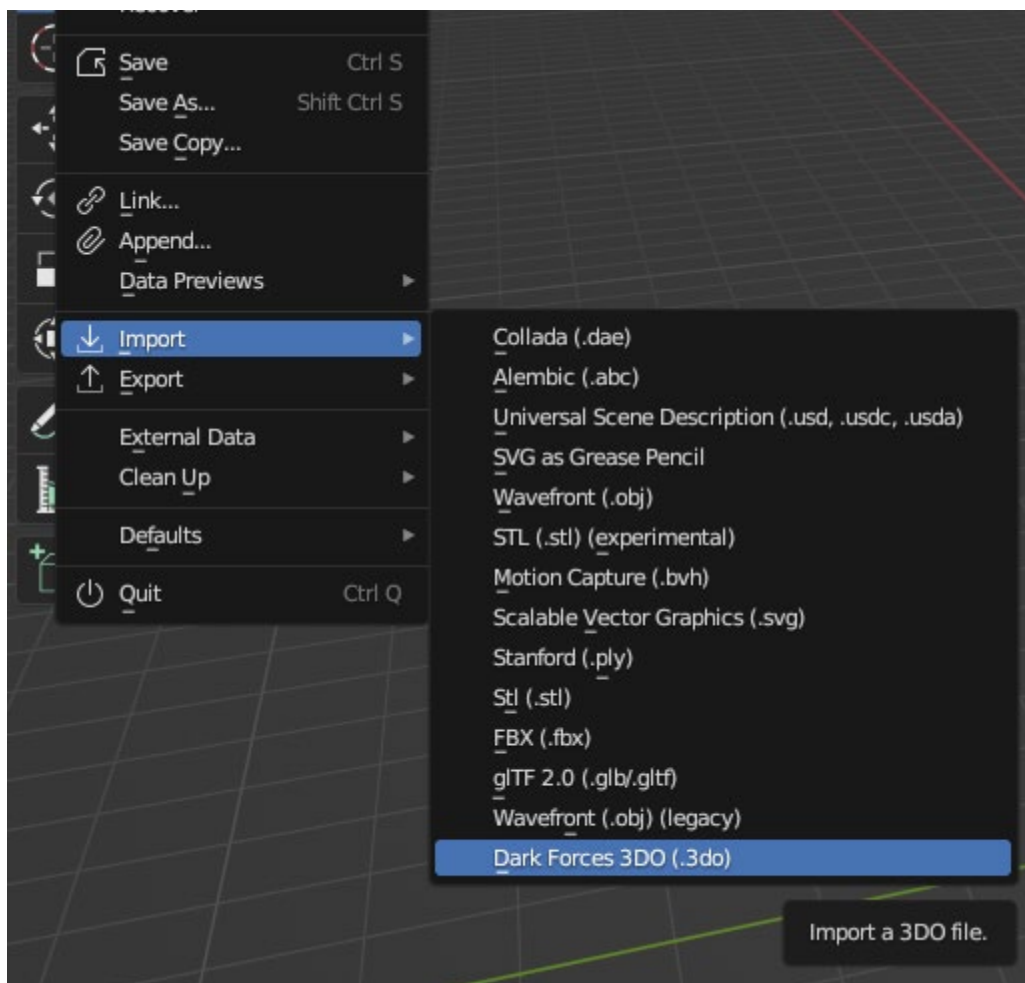 Save Ctrl S
Save As... Shift Ctrl S
Save Copy...
Link...
Append...
Data Previews
Import
Export
External Data
Clean Up
Defaults
Quit Ctrl Q
Collada (.dae)
Alembic (.abc)
Universal Scene Description (.usd, .usdc, .usda)
SVG as Grease Pencil
Wavefront (.obj)
STL (.stl) (experimental)
Motion Capture (.bvh)
Scalable Vector Graphics (.svg)
Stanford (.ply)
Stl (.stl)
FBX (.fbx)
glTF 2.0 (.glb/.gltf)
Wavefront (.obj) (legacy)
Dark Forces 3DO (.3do)
Import a 3DO file.